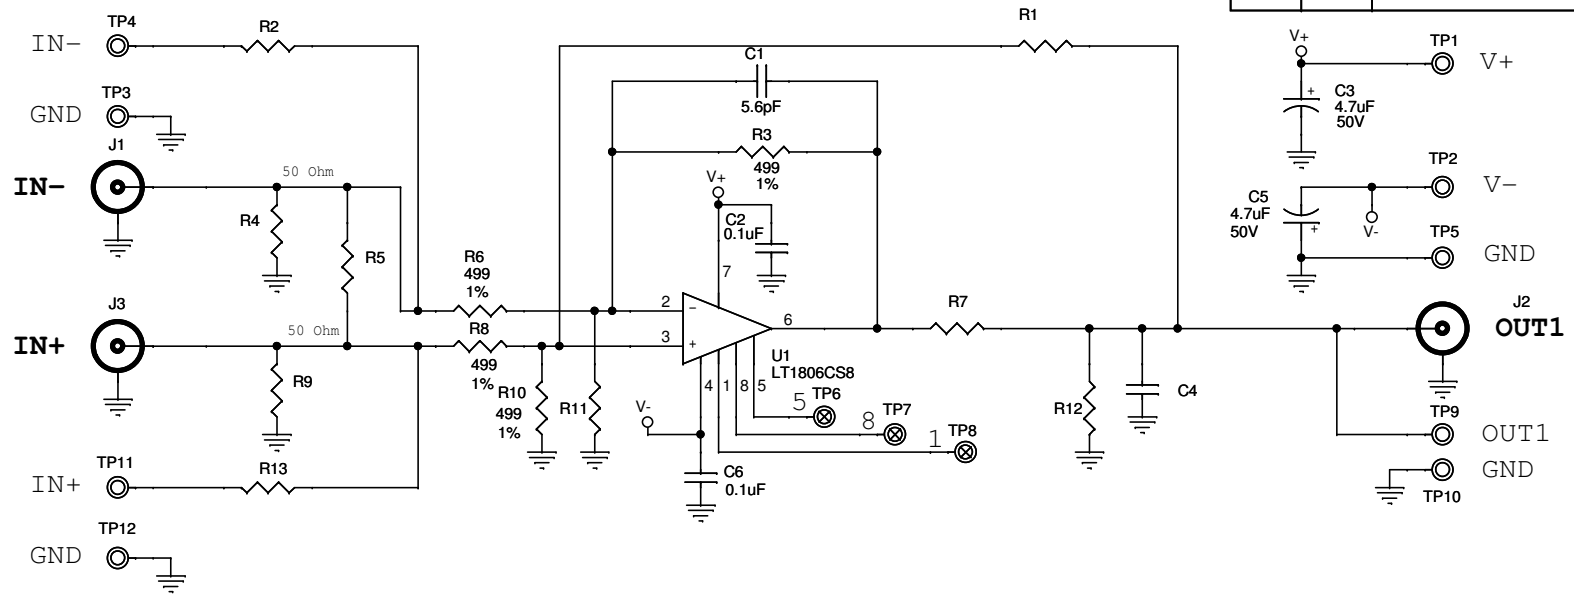 TP4
IN-
R2
R1
TP3
GND
J1
IN-
50 Ohm
R4
R5
J3
50 Ohm
IN+
R9
TP11
IN+
R13
TP12
GND
C1
5.6pF
R3
499
1%
V+
C2
0.1uF
7
R6
499
1%
R8
499
1%
R10
499
1%
R11
2
-
3
+
6
U1
LT1806CS8
4
1
8
5
5
TP6
8
TP7
1
TP8
V-
C6
0.1uF
R7
R12
C4
V+
TP1
V+
+
C3
4.7uF
50V
TP2
V-
C5
4.7uF
50V
+
V-
TP5
GND
J2
OUT1
TP9
OUT1
GND
TP10